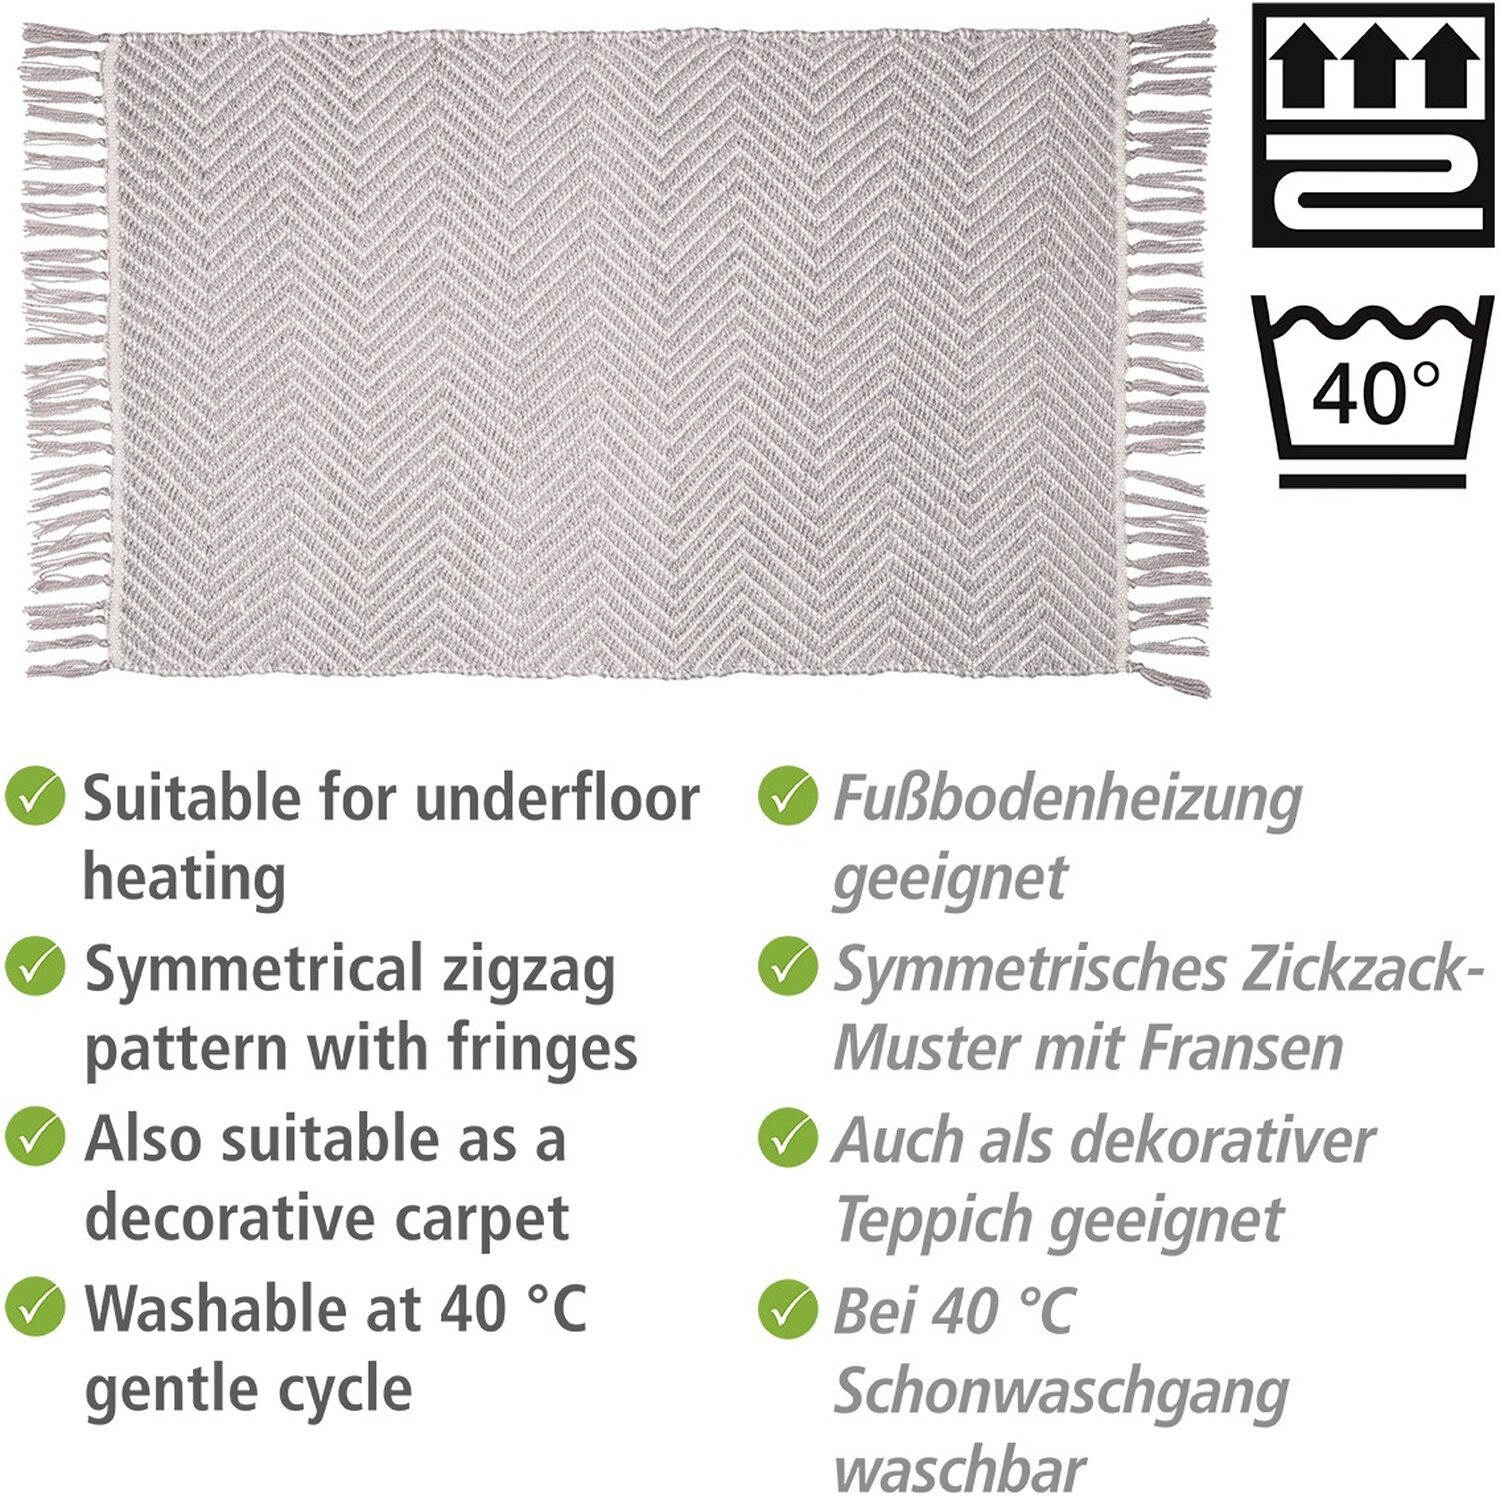 40°
Suitable for underfloor
heating
Symmetrical zigzag
pattern with fringes
Also suitable as a
decorative carpet
Washable at 40 °C
gentle cycle
Fußbodenheizung
geeignet
Symmetrisches Zickzack-
Muster mit Fransen
Auch als dekorativer
Teppich geeignet
Bei 40 °C
Schonwaschgang
waschbar